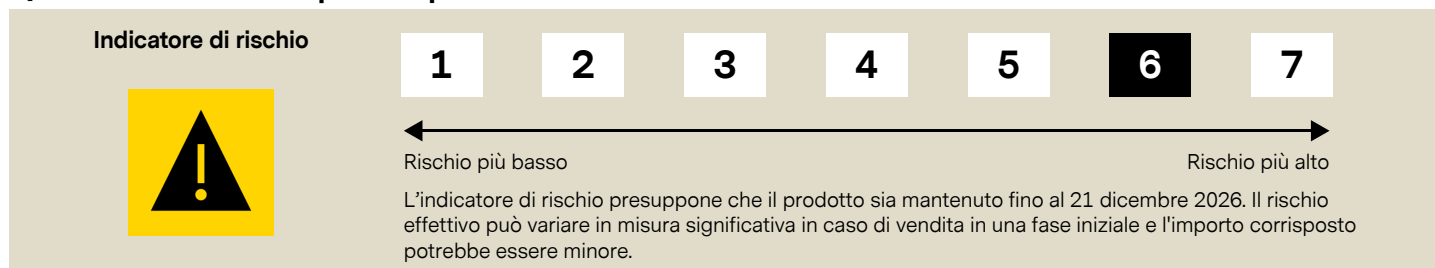 Indicatore di rischio
1 2 3 4 5 6 7
Rischio più basso Rischio più alto
L'indicatore di rischio presuppone che il prodotto sia mantenuto fino al 21 dicembre 2026. Il rischio
effettivo può variare in misura significativa in caso di vendita in una fase iniziale e l'importo corrisposto
potrebbe essere minore.